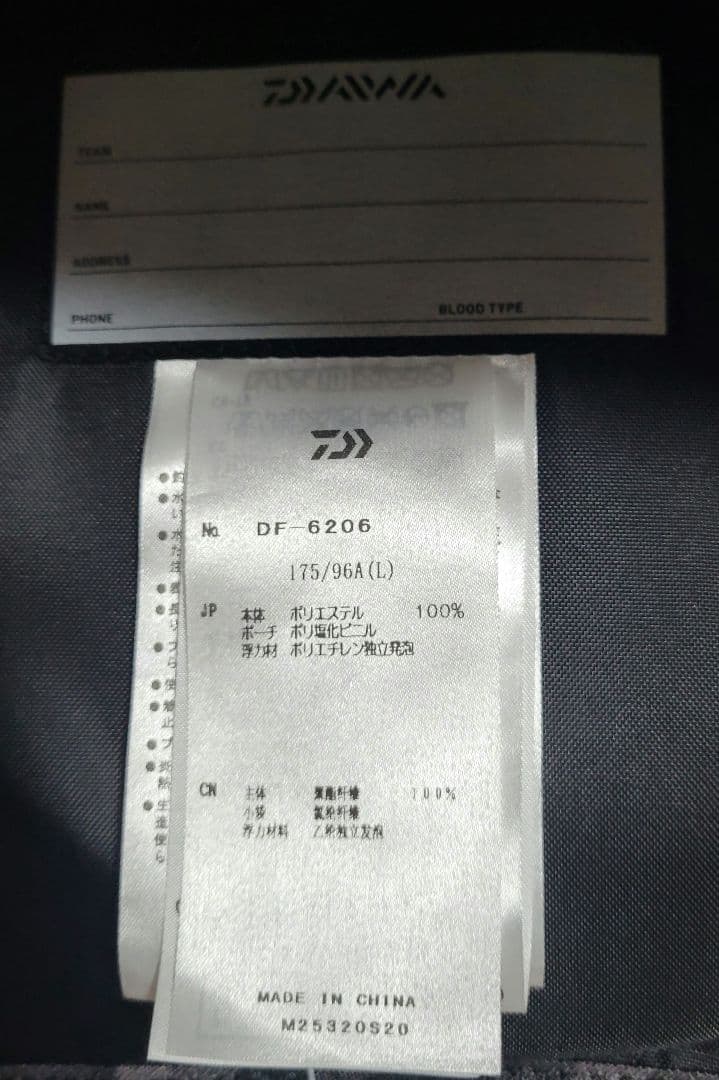 DAIWA
TEAM
NAME
ADDRESS
PHONE BLOOD TYPE
No. DF-6206
175/96A(L)
JP 本体 ポリエステル 100%
ポーチ ポリ塩化ビニル
浮力材 ポリエチレン独立発泡
CN 主体 聚酯纤维 100%
小袋 氯纶纤维
浮力材料 乙纶独立发泡
MADE IN CHINA
M25320S20